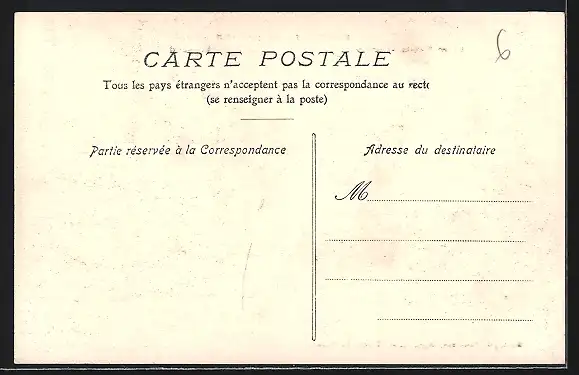 6
CARTE POSTALE
Tous les pays étrangers n'acceptent pas la correspondance au recto
(se renseigner à la poste)
Partie réservée à la Correspondance
Adresse du destinataire
M